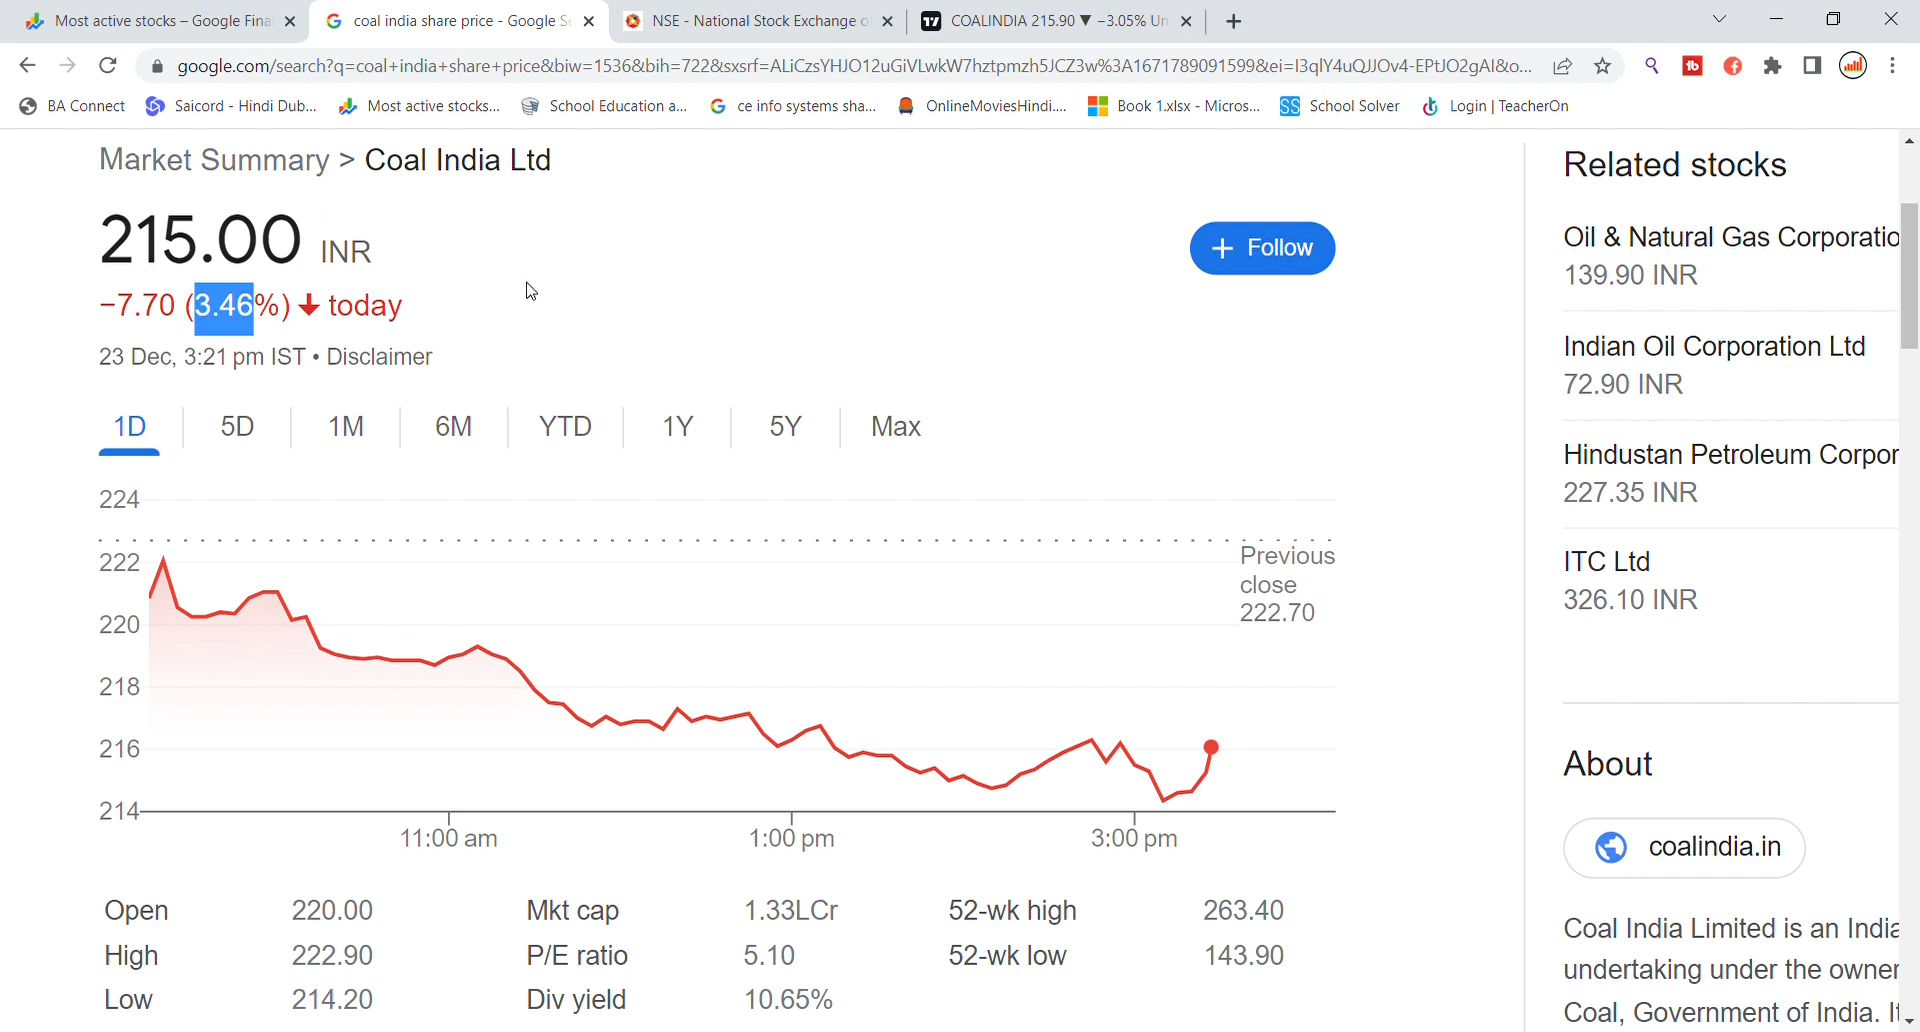 Most active stocks – Google Fina
coal india share price - Google S
NSE - National Stock Exchange o
COALINDIA 215.90 ▼ −3.05% Un
google.com/search?q=coal+india+share+price&biw=1536&bih=722&sxsrf=ALiCzsYHJO12uGiVLwkW7hztpmzh5JCZ3w%3A1671789091599&ei=I3qlY4uQJJOv4-EPtJO2gAI&o...
BA Connect
Saicord - Hindi Dub...
Most active stocks...
School Education a...
ce info systems sha...
OnlineMoviesHindi....
Book 1.xlsx - Micros...
SS School Solver
Login | TeacherOn
Market Summary > Coal India Ltd
215.00 INR
+ Follow
−7.70 (3.46%) ↓ today
23 Dec, 3:21 pm IST • Disclaimer
1D 5D 1M 6M YTD 1Y 5Y Max
224
222
220
218
216
214
Previous
close
222.70
11:00 am 1:00 pm 3:00 pm
Open 220.00 Mkt cap 1.33LCr 52-wk high 263.40
High 222.90 P/E ratio 5.10 52-wk low 143.90
Low 214.20 Div yield 10.65%
Related stocks
Oil & Natural Gas Corporatio
139.90 INR
Indian Oil Corporation Ltd
72.90 INR
Hindustan Petroleum Corpor
227.35 INR
ITC Ltd
326.10 INR
About
coalindia.in
Coal India Limited is an India
undertaking under the owner
Coal, Government of India. It